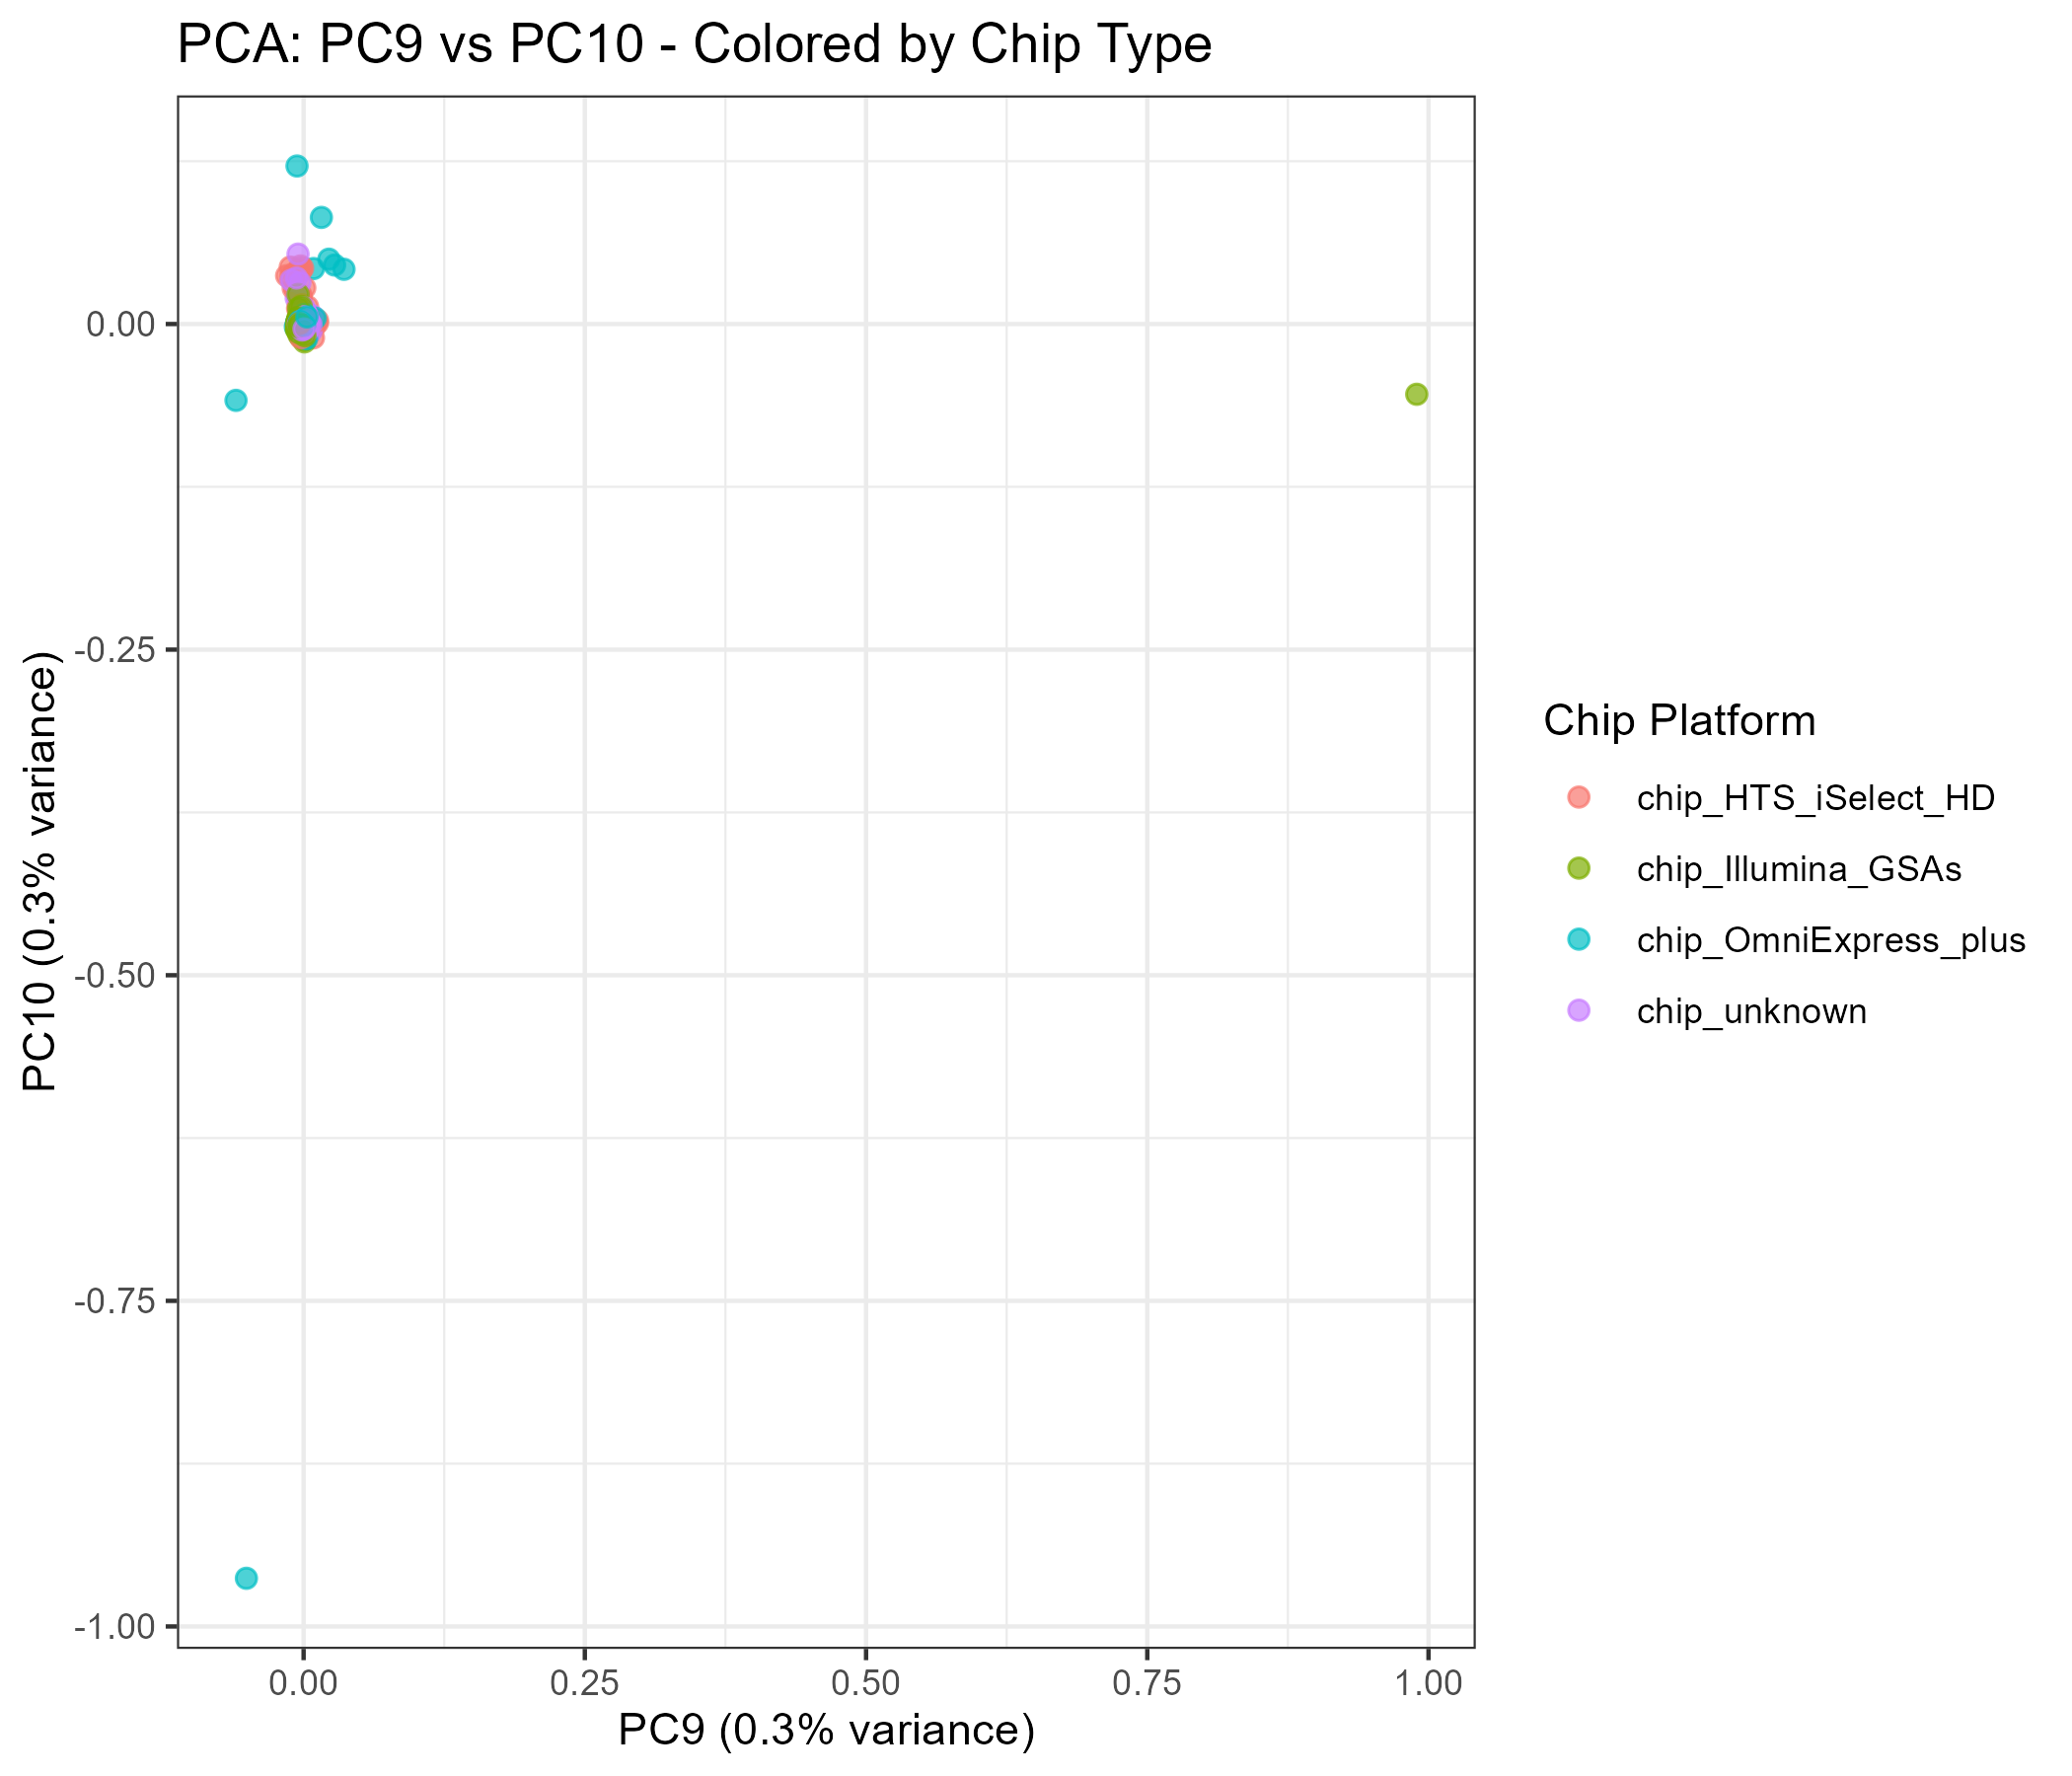 PCA: PC9 vs PC10 - Colored by Chip Type
PC10 (0.3% variance)
0.00
-0.25
-0.50
-0.75
-1.00
0.00
0.25
0.50
0.75
1.00
PC9 (0.3% variance)
Chip Platform
chip_HTS_iSelect_HD
chip_Illumina_GSAs
chip_OmniExpress_plus
chip_unknown